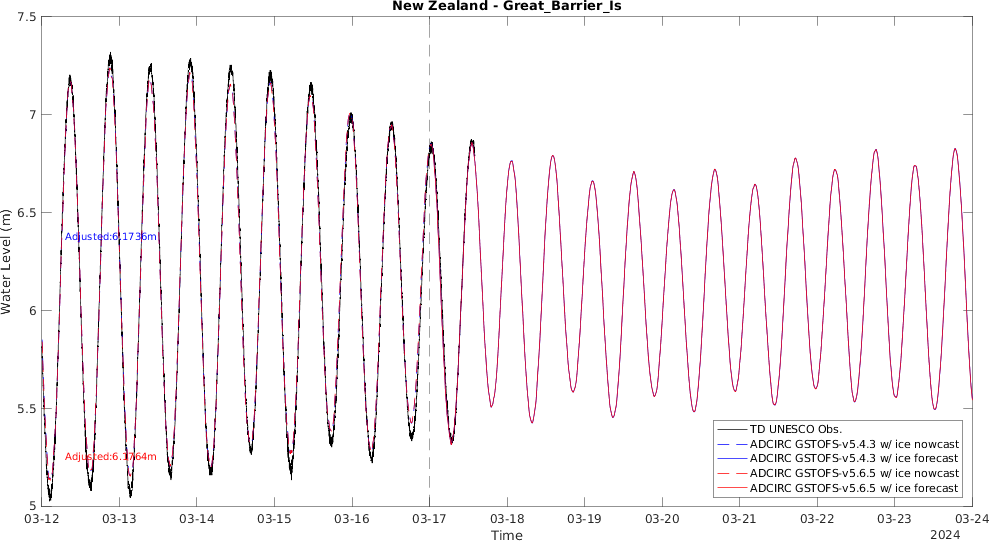 New Zealand - Great_Barrier_Is
7.5
7
6.5
6
5.5
5
Water Level (m)
Adjusted:6.1736m
Adjusted:6.1764m
TD UNESCO Obs.
ADCIRC GSTOFS-v5.4.3 w/ ice nowcast
ADCIRC GSTOFS-v5.4.3 w/ ice forecast
ADCIRC GSTOFS-v5.6.5 w/ ice nowcast
ADCIRC GSTOFS-v5.6.5 w/ ice forecast
03-12 03-13 03-14 03-15 03-16 03-17 03-18 03-19 03-20 03-21 03-22 03-23 03-24
Time
2024